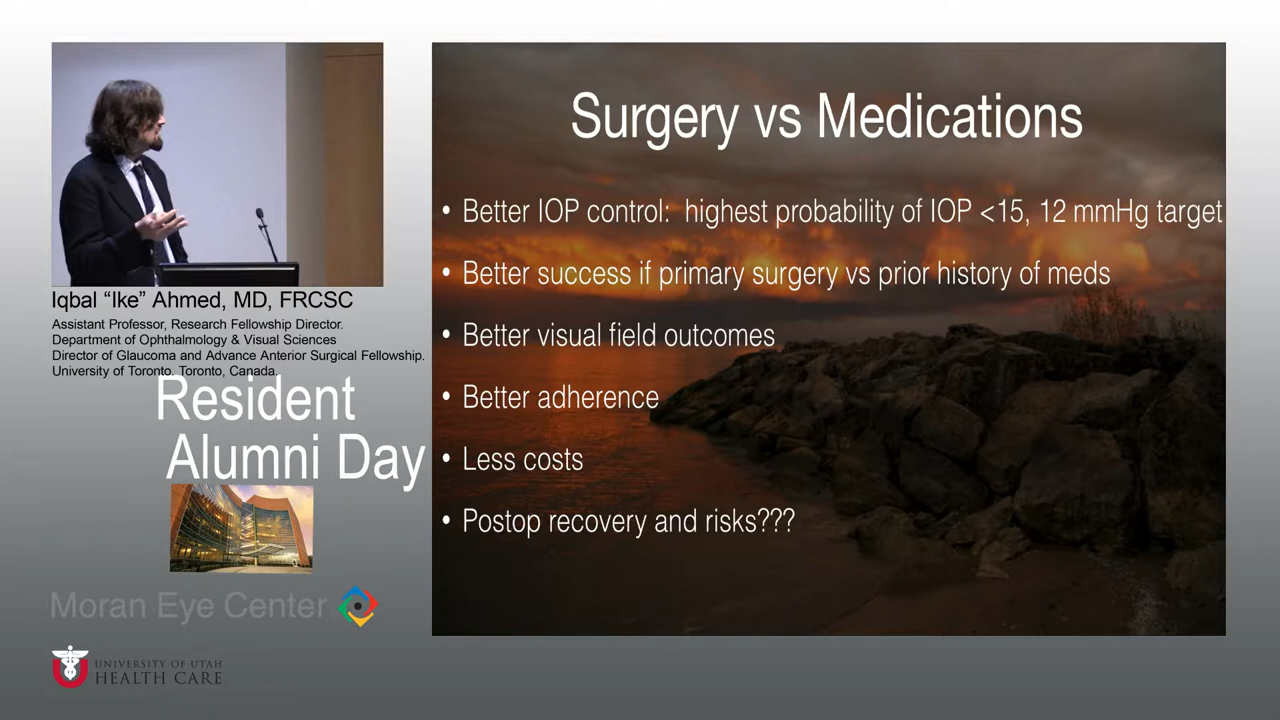 Surgery vs Medications
• Better IOP control: highest probability of IOP <15, 12 mmHg target
• Better success if primary surgery vs prior history of meds
• Better visual field outcomes
• Better adherence
• Less costs
• Postop recovery and risks???
Iqbal “Ike” Ahmed, MD, FRCSC
Assistant Professor, Research Fellowship Director.
Department of Ophthalmology & Visual Sciences
Director of Glaucoma and Advance Anterior Surgical Fellowship.
University of Toronto. Toronto, Canada.
Resident
Alumni Day
Moran Eye Center
UNIVERSITY OF UTAH
HEALTH CARE